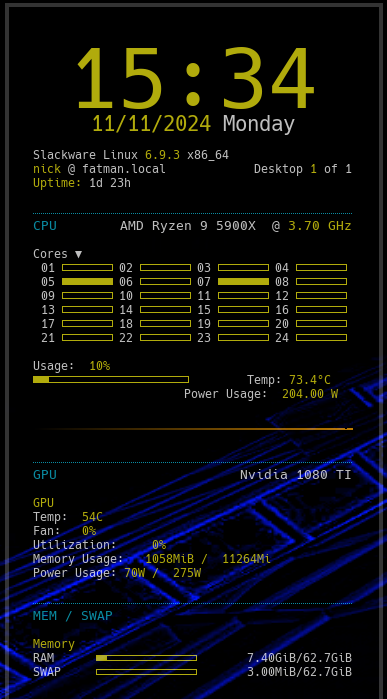 15:34
11/11/2024 Monday
Slackware Linux 6.9.3 x86_64
nick @ fatman.local Desktop 1 of 1
Uptime: 1d 23h
CPU AMD Ryzen 9 5900X @ 3.70 GHz
Cores ▼
01 02 03 04
05 06 07 08
09 10 11 12
13 14 15 16
17 18 19 20
21 22 23 24
Usage: 10%
Temp: 73.4°C
Power Usage: 204.00 W
GPU Nvidia 1080 TI
GPU
Temp: 54C
Fan: 0%
Utilization: 0%
Memory Usage: 1058MiB / 11264Mi
Power Usage: 70W / 275W
MEM / SWAP
Memory
RAM 7.40GiB/62.7GiB
SWAP 3.00MiB/62.7GiB